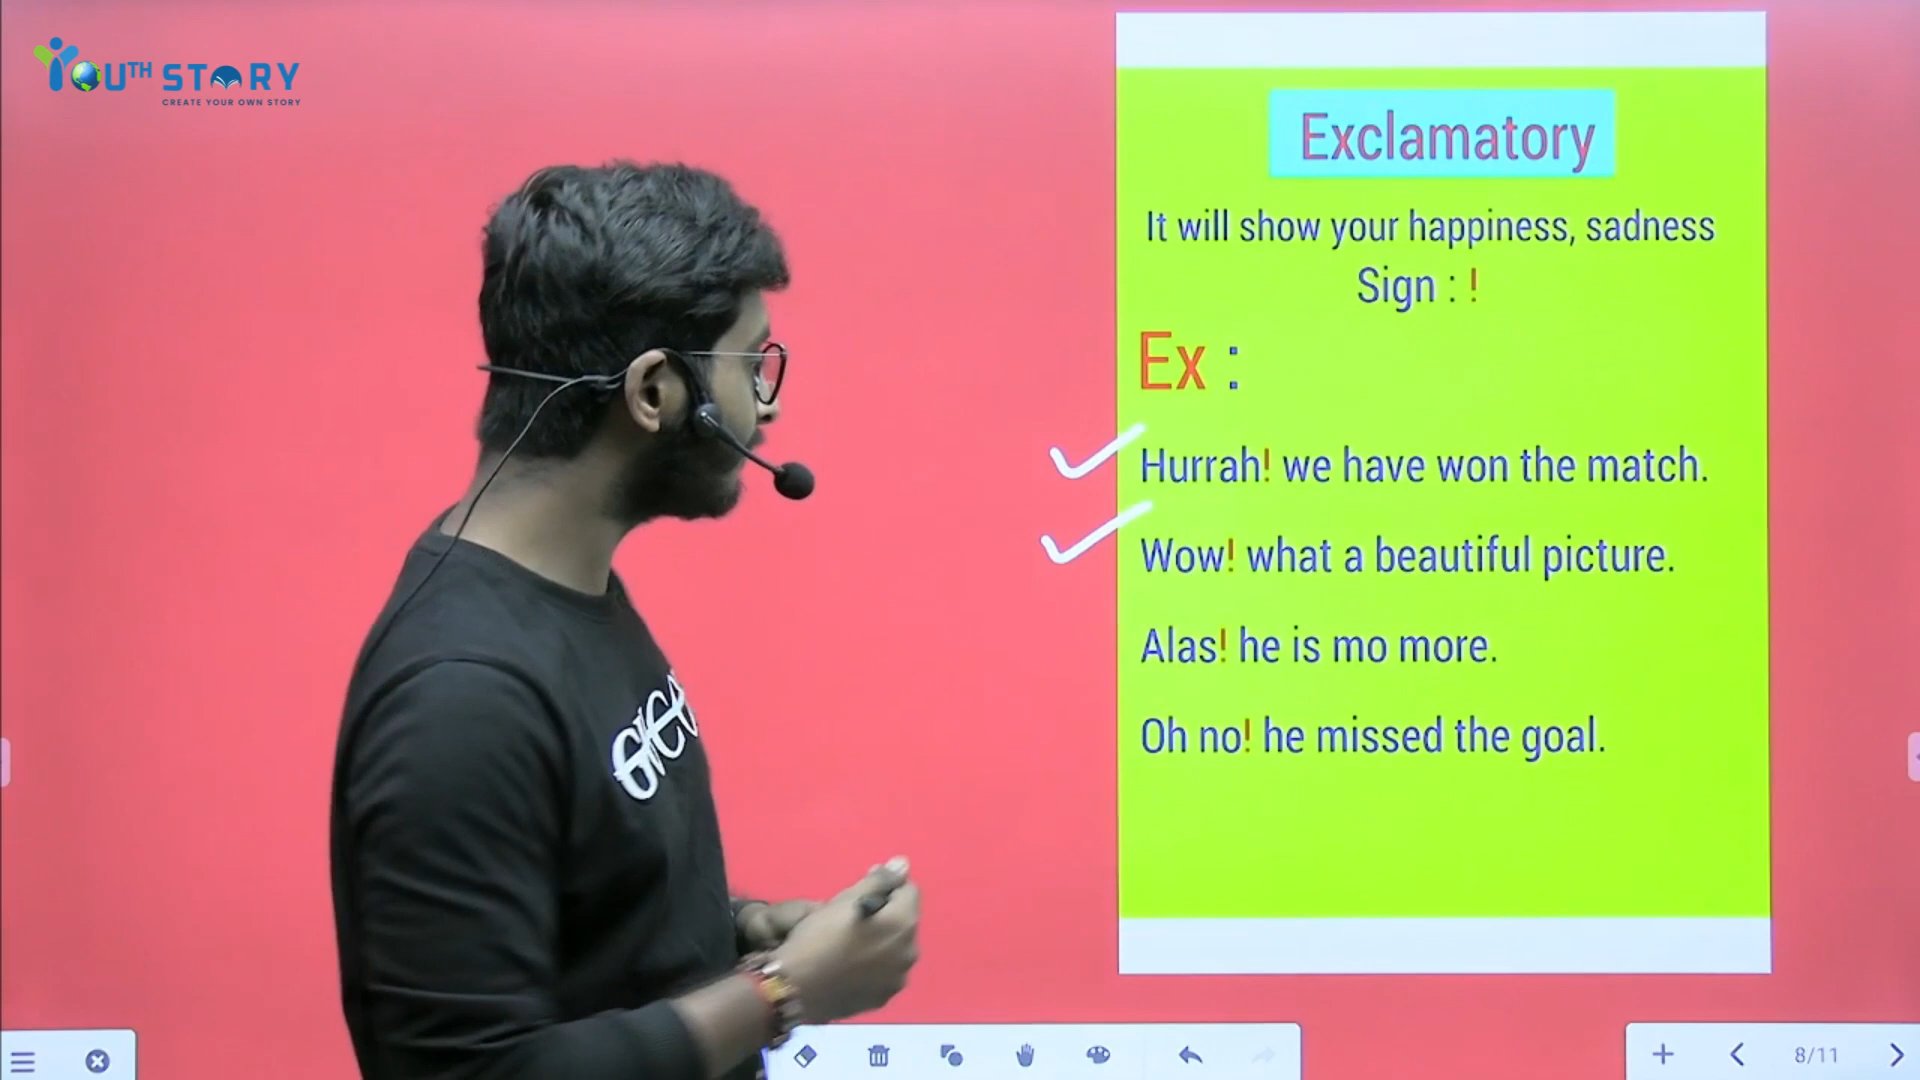 YOUTH STORY
CREATE YOUR OWN STORY
Exclamatory
It will show your happiness, sadness
Sign : !
Ex :
Hurrah! we have won the match.
Wow! what a beautiful picture.
Alas! he is mo more.
Oh no! he missed the goal.
8/11